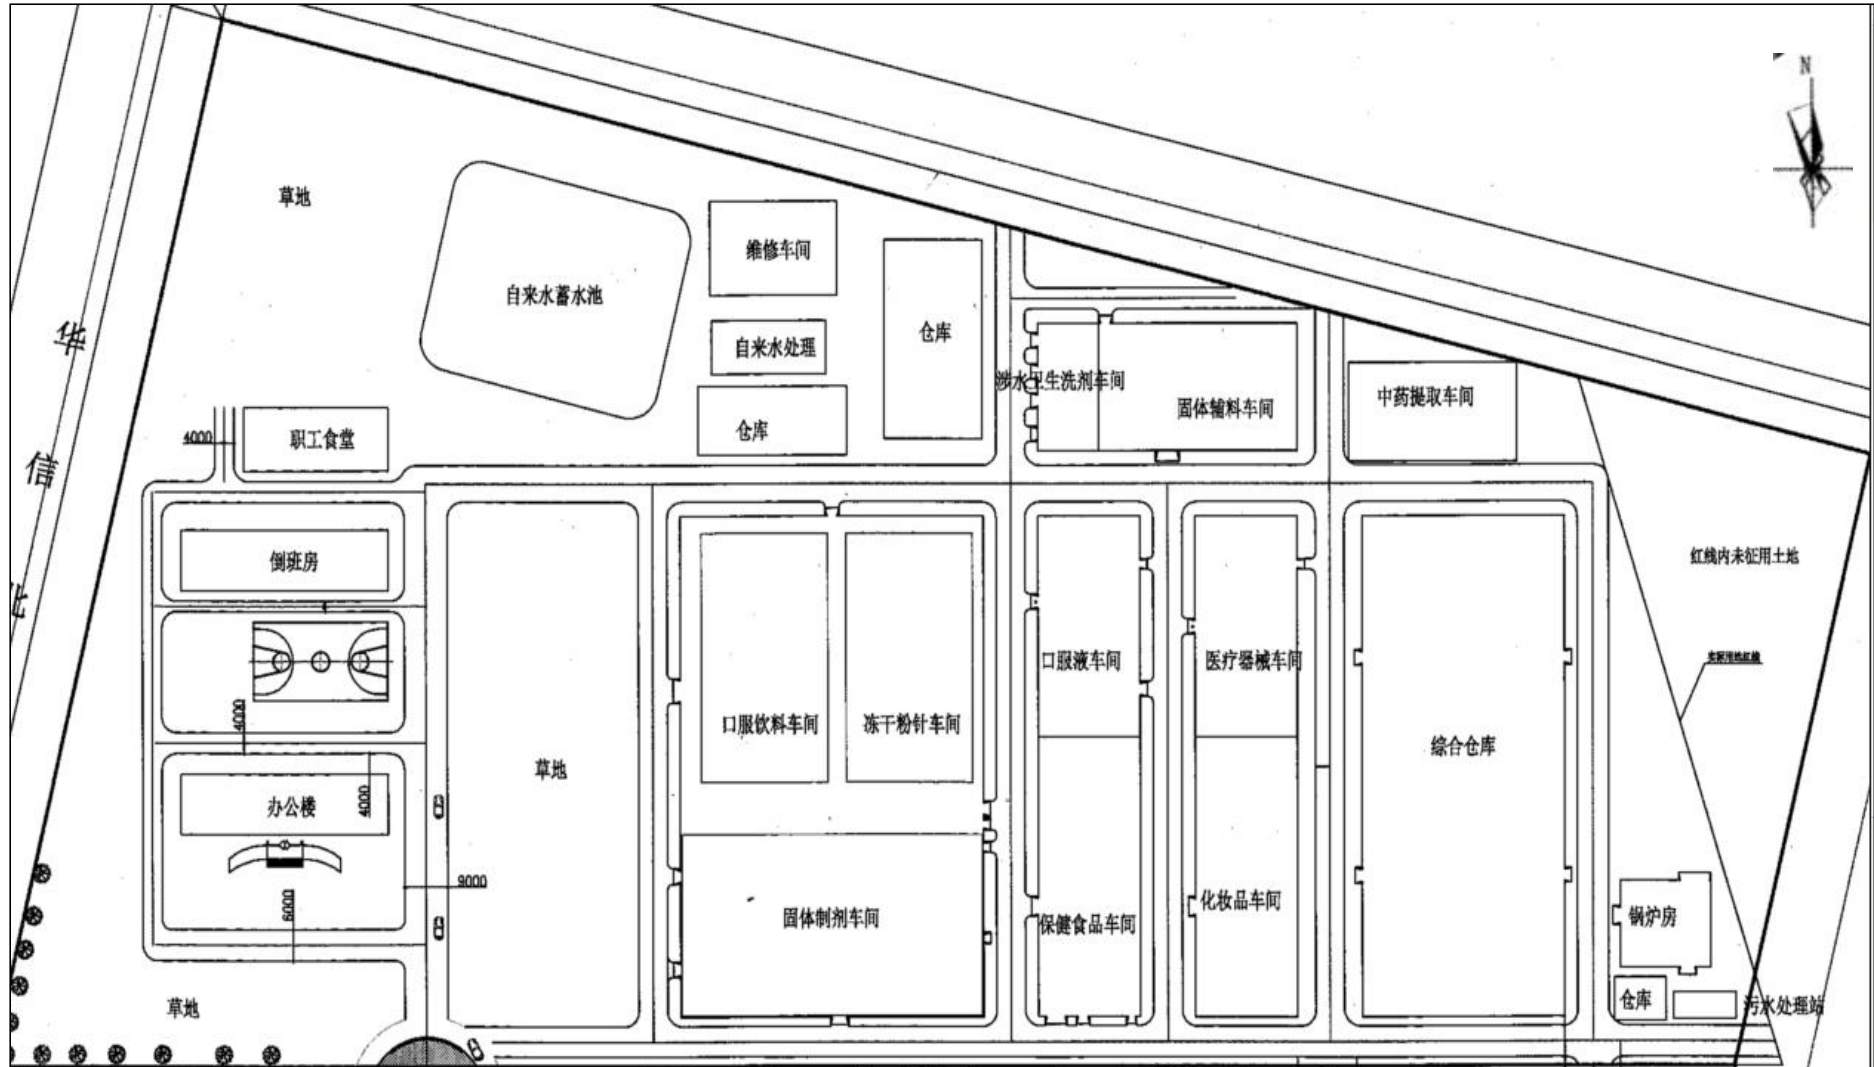 N
草地
维修车间
自来水蓄水池
仓库
华
自来水处理
涉水卫生洗剂车间
中药提取车间
固体辅料车间
仓库
4000
职工食堂
信
倒班房
红线内未征用土地
口服液车间
医疗器械车间
实际用地红线
4000
口服饮料车间
冻干粉针车间
综合仓库
草地
4000
办公楼
9000
6000
化妆品车间
固体制剂车间
保健食品车间
锅炉房
仓库
污水处理站
草地